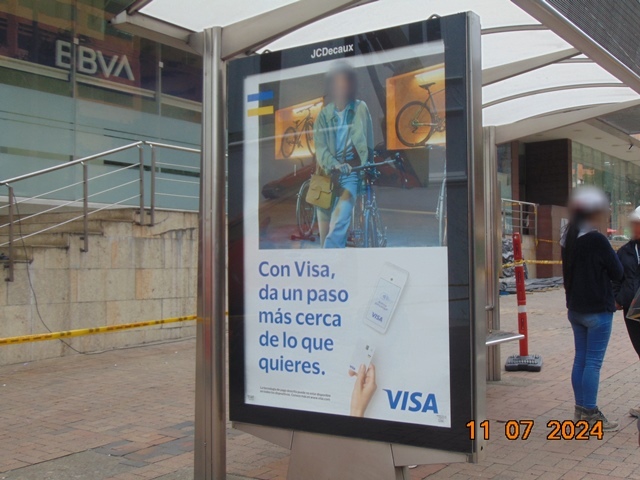 BBVA
JCDecaux
Con Visa,
da un paso
más cerca
de lo que
quieres.
VISA
VISA
11 07 2024